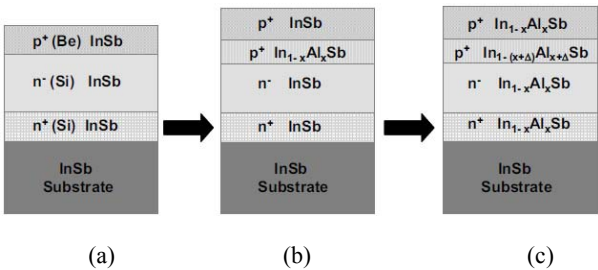 p⁺ (Be) InSb
n⁻ (Si) InSb
n⁺ (Si) InSb
InSb
Substrate
(a)
p⁺ InSb
p⁺ In₁₋ₓAlₓSb
n⁻ InSb
n⁺ InSb
InSb
Substrate
(b)
p⁺ In₁₋ₓAlₓSb
p⁺ In₁₋₍ₓ₊Δ₎Alₓ₊ΔSb
n⁻ In₁₋ₓAlₓSb
n⁺ In₁₋ₓAlₓSb
InSb
Substrate
(c)